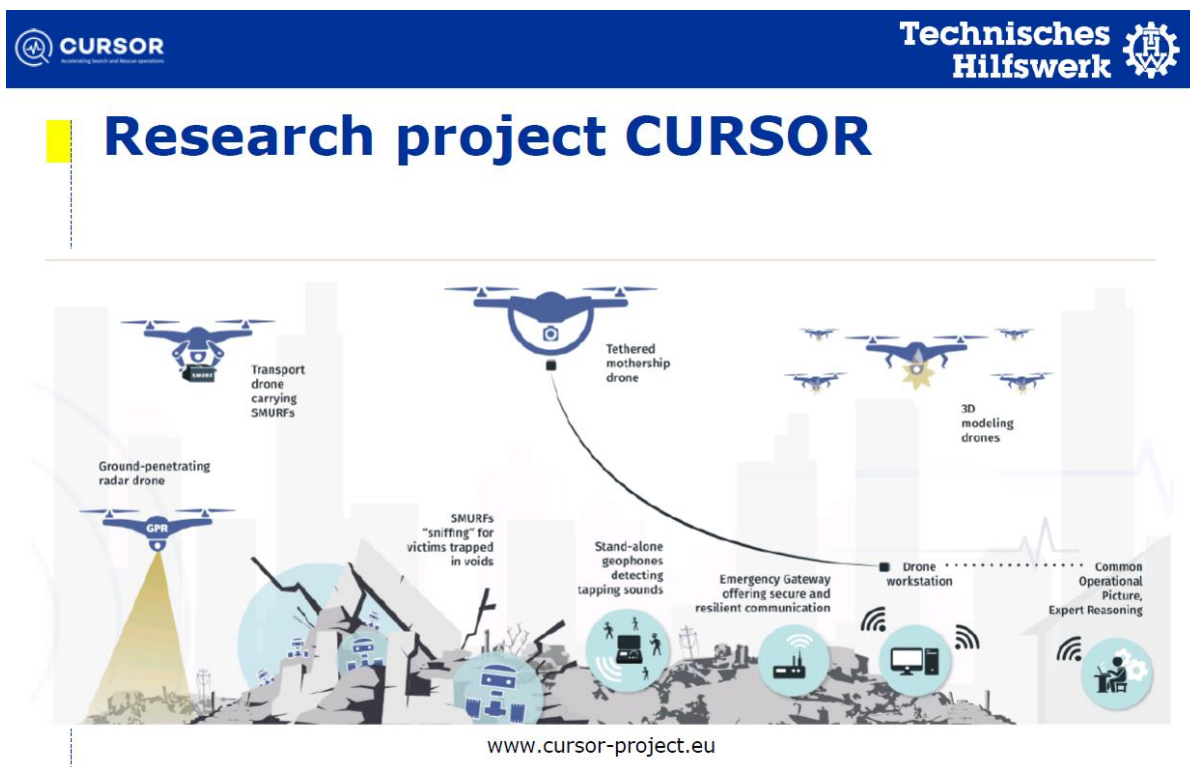 CURSOR
Accelerating Search and Rescue operations
Technisches
Hilfswerk
THW
Research project CURSOR
Transport
drone
carrying
SMURFs
SMURF
Tethered
mothership
drone
3D
modeling
drones
Ground-penetrating
radar drone
GPR
SMURFs
"sniffing" for
victims trapped
in voids
Stand-alone
geophones
detecting
tapping sounds
Emergency Gateway
offering secure and
resilient communication
Drone
workstation
Common
Operational
Picture,
Expert Reasoning
www.cursor-project.eu